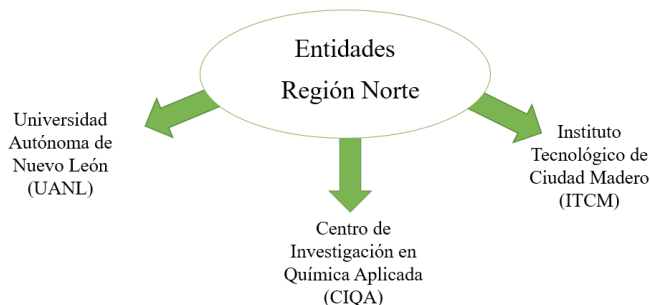 Entidades
Región Norte
Universidad
Autónoma de
Nuevo León
(UANL)
Centro de
Investigación en
Química Aplicada
(CIQA)
Instituto
Tecnológico de
Ciudad Madero
(ITCM)